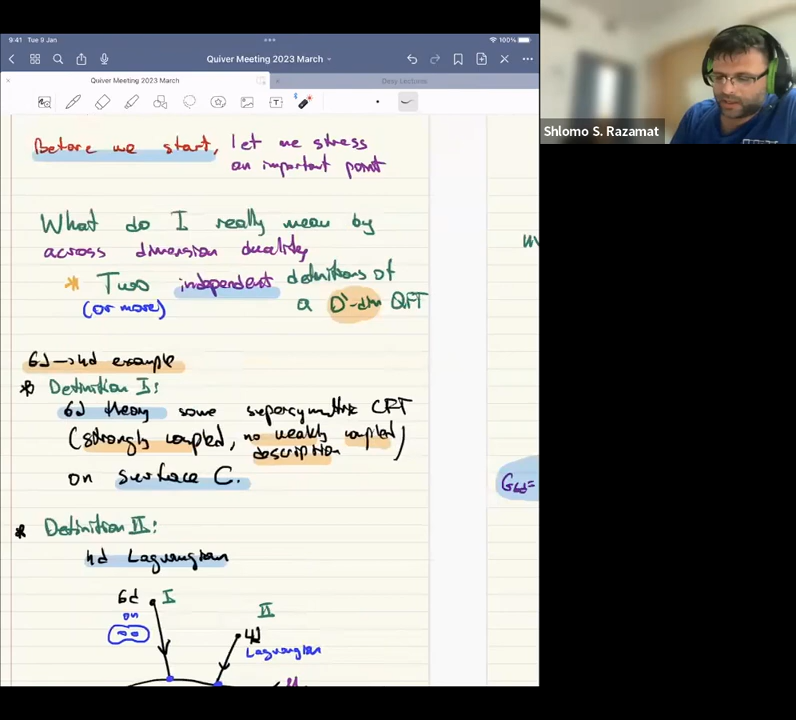 9:41 Tue 9 Jan
100%
Quiver Meeting 2023 March
Quiver Meeting 2023 March
Desy Lectures
Before we start, let me stress
an important point
What do I really mean by
across dimension duality
* Two independent definitions of
(or more) a D'-dim QFT
6d → 4d example
* Definition I:
6d theory some supersymmetric CFT
(strongly coupled, no weakly coupled)
description
on surface C.
* Definition II:
4d Lagrangian
6d I
on
II
4d
Lagrangian
G6d=
Shlomo S. Razamat